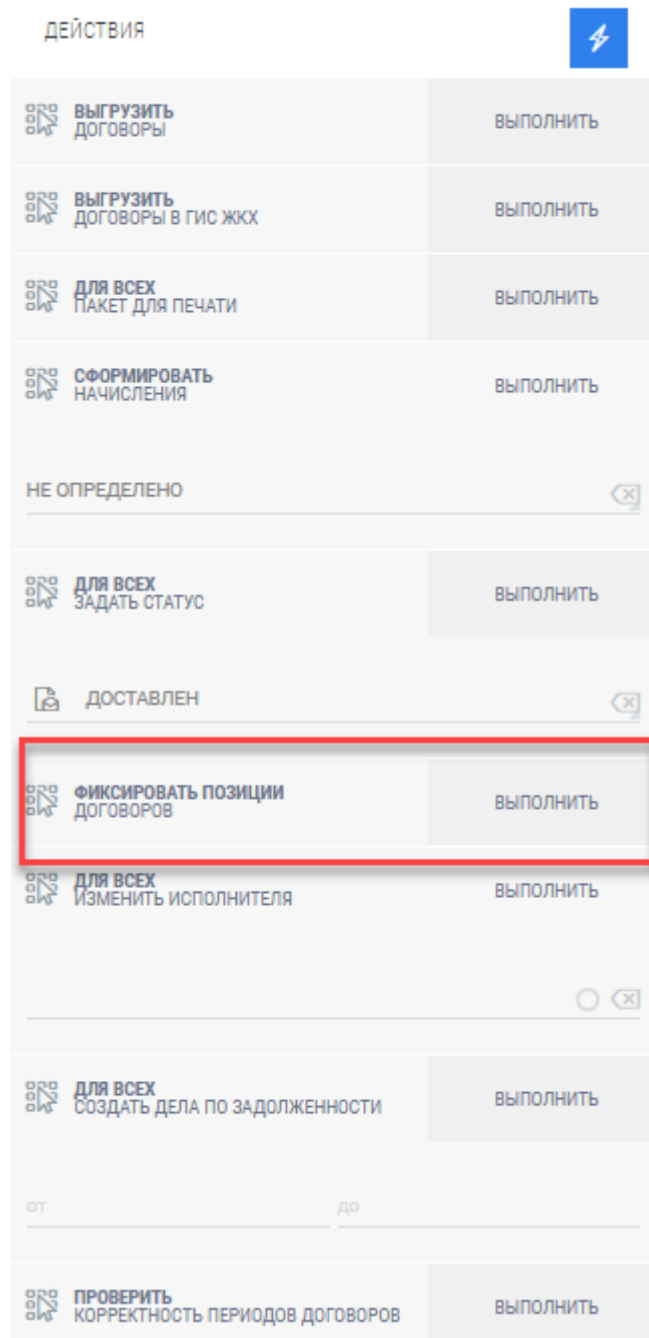 ДЕЙСТВИЯ
ВЫГРУЗИТЬ
ДОГОВОРЫ
ВЫПОЛНИТЬ
ВЫГРУЗИТЬ
ДОГОВОРЫ В ГИС ЖКХ
ВЫПОЛНИТЬ
ДЛЯ ВСЕХ
ПАКЕТ ДЛЯ ПЕЧАТИ
ВЫПОЛНИТЬ
СФОРМИРОВАТЬ
НАЧИСЛЕНИЯ
ВЫПОЛНИТЬ
НЕ ОПРЕДЕЛЕНО
ДЛЯ ВСЕХ
ЗАДАТЬ СТАТУС
ВЫПОЛНИТЬ
ДОСТАВЛЕН
ФИКСИРОВАТЬ ПОЗИЦИИ
ДОГОВОРОВ
ВЫПОЛНИТЬ
ДЛЯ ВСЕХ
ИЗМЕНИТЬ ИСПОЛНИТЕЛЯ
ВЫПОЛНИТЬ
ДЛЯ ВСЕХ
СОЗДАТЬ ДЕЛА ПО ЗАДОЛЖЕННОСТИ
ВЫПОЛНИТЬ
от до
ПРОВЕРИТЬ
КОРРЕКТНОСТЬ ПЕРИОДОВ ДОГОВОРОВ
ВЫПОЛНИТЬ